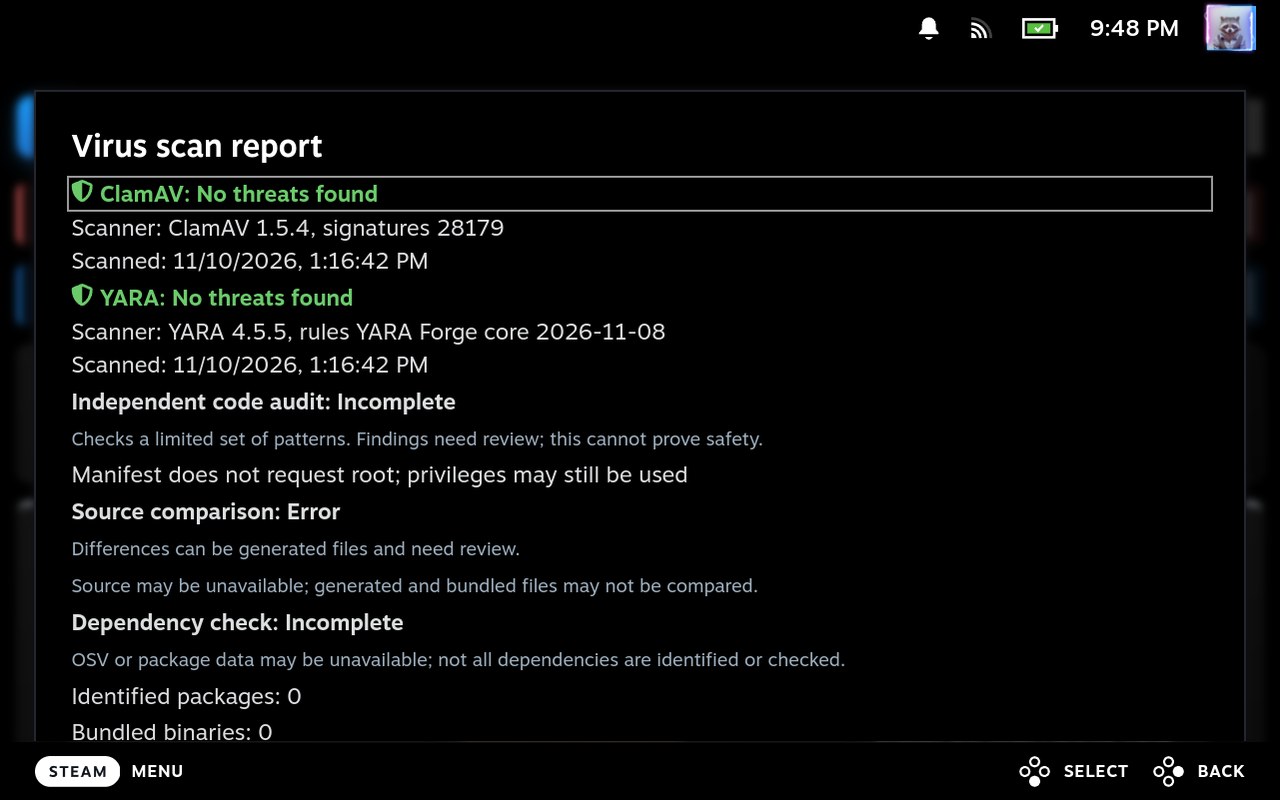 9:48 PM
Virus scan report
ClamAV: No threats found
Scanner: ClamAV 1.5.4, signatures 28179
Scanned: 11/10/2026, 1:16:42 PM
YARA: No threats found
Scanner: YARA 4.5.5, rules YARA Forge core 2026-11-08
Scanned: 11/10/2026, 1:16:42 PM
Independent code audit: Incomplete
Checks a limited set of patterns. Findings need review; this cannot prove safety.
Manifest does not request root; privileges may still be used
Source comparison: Error
Differences can be generated files and need review.
Source may be unavailable; generated and bundled files may not be compared.
Dependency check: Incomplete
OSV or package data may be unavailable; not all dependencies are identified or checked.
Identified packages: 0
Bundled binaries: 0
STEAM MENU SELECT BACK